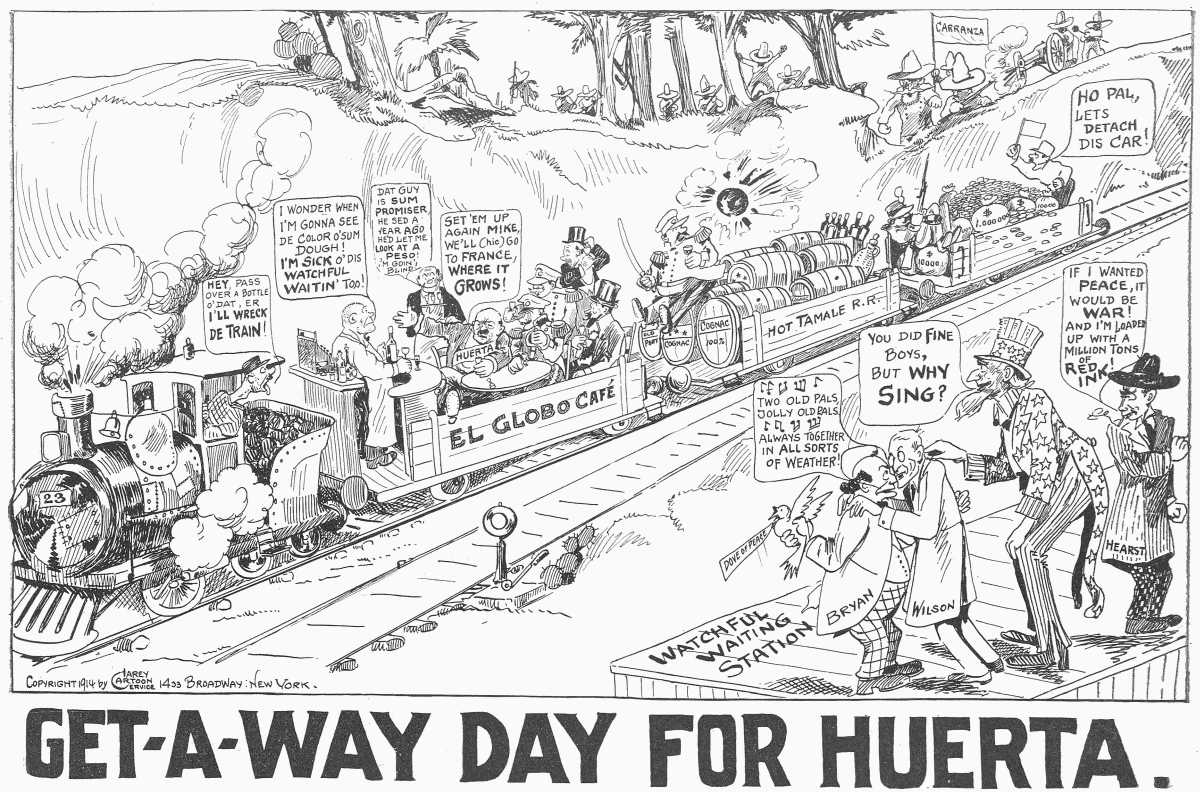 CARRANZA
HO PAL,
LETS
DETACH
DIS CAR!
$
1,000000
$
100000
$
10000!
I WONDER WHEN
I'M GONNA SEE
DE COLOR O'SUM
DOUGH!
I'M SICK O'DIS
WATCHFUL
WAITIN' TOO!
DAT GUY
IS SUM
PROMISER,
HE SED A
YEAR AGO
HE'D LET ME
LOOK AT A
PESO!
I'M GOIN'
BLIND!
SET 'EM UP
AGAIN MIKE,
WE'LL (Hic) GO
TO FRANCE,
WHERE IT
GROWS!
HEY, PASS
OVER A BOTTLE
O'DAT, ER
I'LL WRECK
DE TRAIN!
HUERTA
EL GLOBO CAFÉ
OLD
PORT
COGNAC
COGNAC
100%
HOT TAMALE R.R.
23
IF I WANTED
PEACE, IT
WOULD BE
WAR!
AND I'M LOADED
UP WITH A
MILLION TONS
OF
RED
INK!
YOU DID FINE
BOYS,
BUT WHY
SING?
TWO OLD PALS,
JOLLY OLD PALS,
ALWAYS TOGETHER
IN ALL SORTS
OF WEATHER!
DOVE OF PEACE
BRYAN
WILSON
HEARST
WATCHFUL
WAITING
STATION
COPYRIGHT 1914 by HAREY CARTOON SERVICE 1493 BROADWAY: NEW YORK.
GET-A-WAY DAY FOR HUERTA.